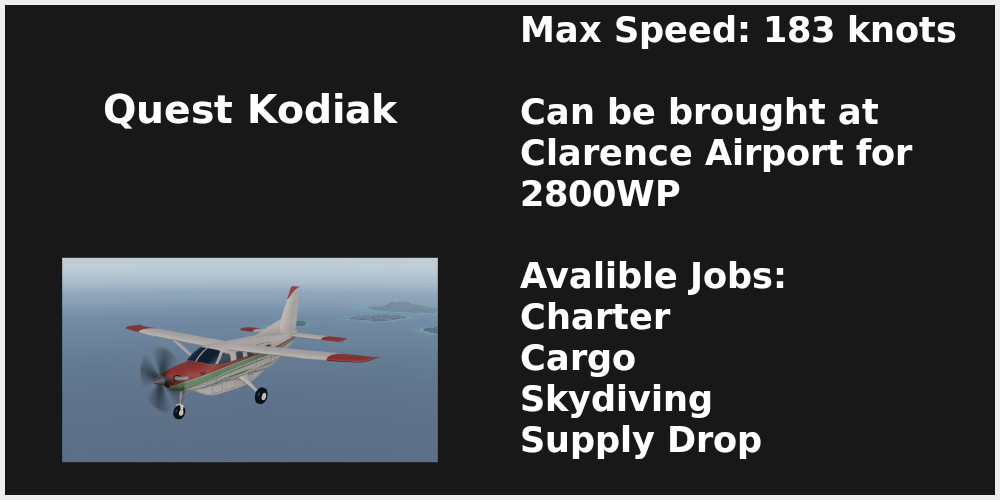 Quest Kodiak
Max Speed: 183 knots
Can be brought at
Clarence Airport for
2800WP
Avalible Jobs:
Charter
Cargo
Skydiving
Supply Drop